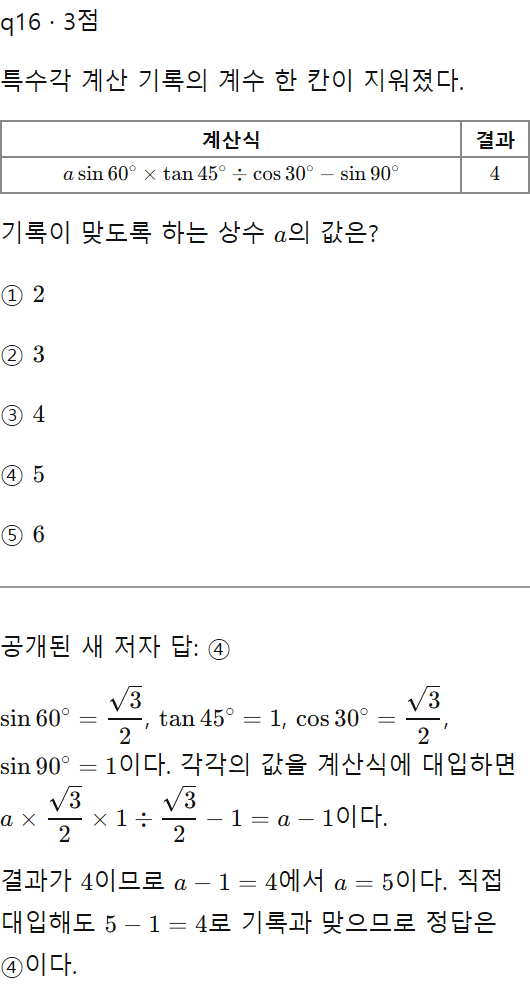 q16 · 3점
특수각 계산 기록의 계수 한 칸이 지워졌다.
계산식 결과
a sin 60° × tan 45° ÷ cos 30° − sin 90° 4
기록이 맞도록 하는 상수 a의 값은?
① 2
② 3
③ 4
④ 5
⑤ 6
공개된 새 저자 답: ④
sin 60° = √3/2, tan 45° = 1, cos 30° = √3/2,
sin 90° = 1이다. 각각의 값을 계산식에 대입하면
a × √3/2 × 1 ÷ √3/2 − 1 = a − 1이다.
결과가 4이므로 a − 1 = 4에서 a = 5이다. 직접
대입해도 5 − 1 = 4로 기록과 맞으므로 정답은
④이다.